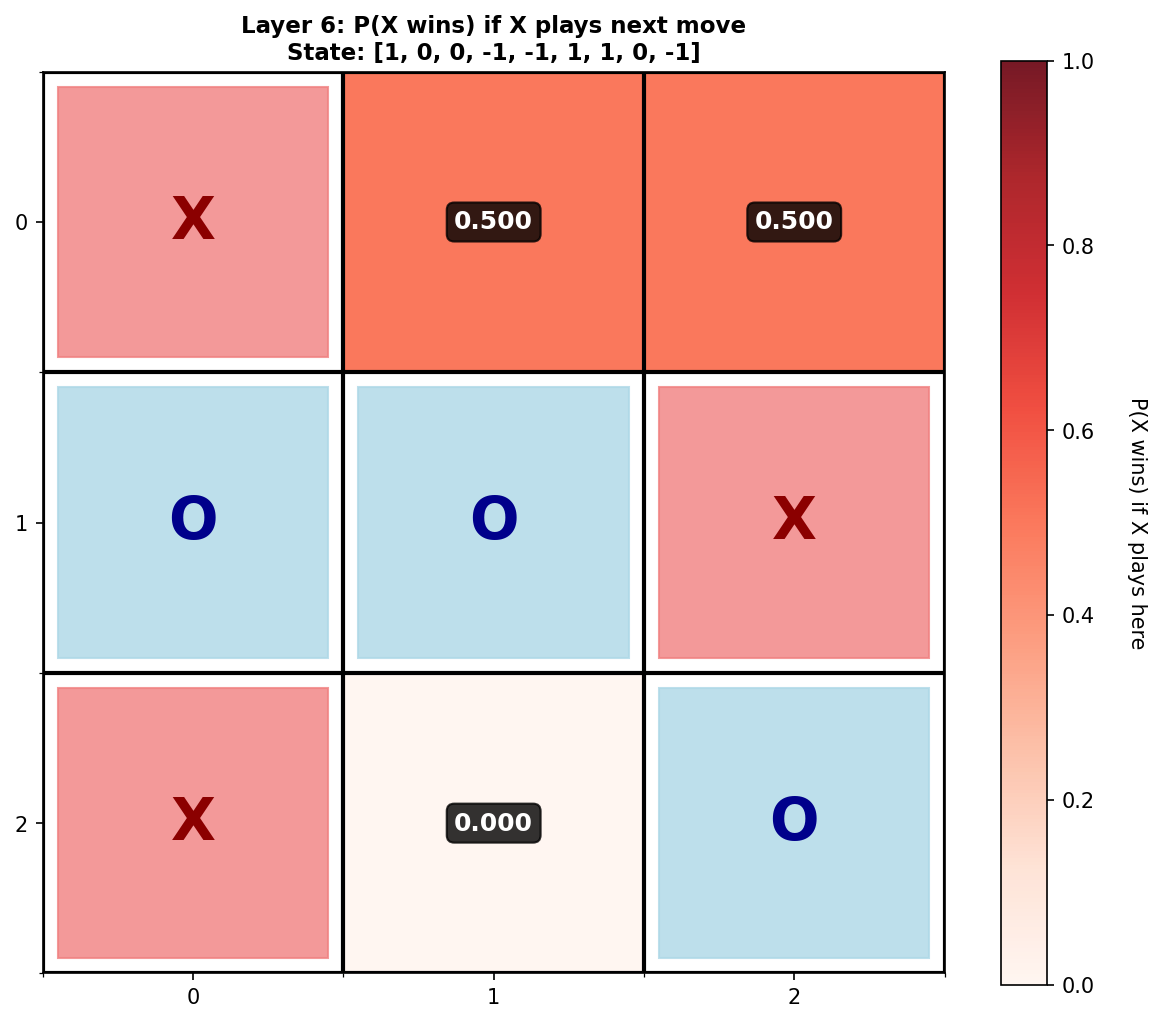 Layer 6: P(X wins) if X plays next move
State: [1, 0, 0, -1, -1, 1, 1, 0, -1]
0
X
0.500
0.500
1
O
O
X
2
X
0.000
O
0
1
2
1.0
0.8
0.6
0.4
0.2
0.0
P(X wins) if X plays here